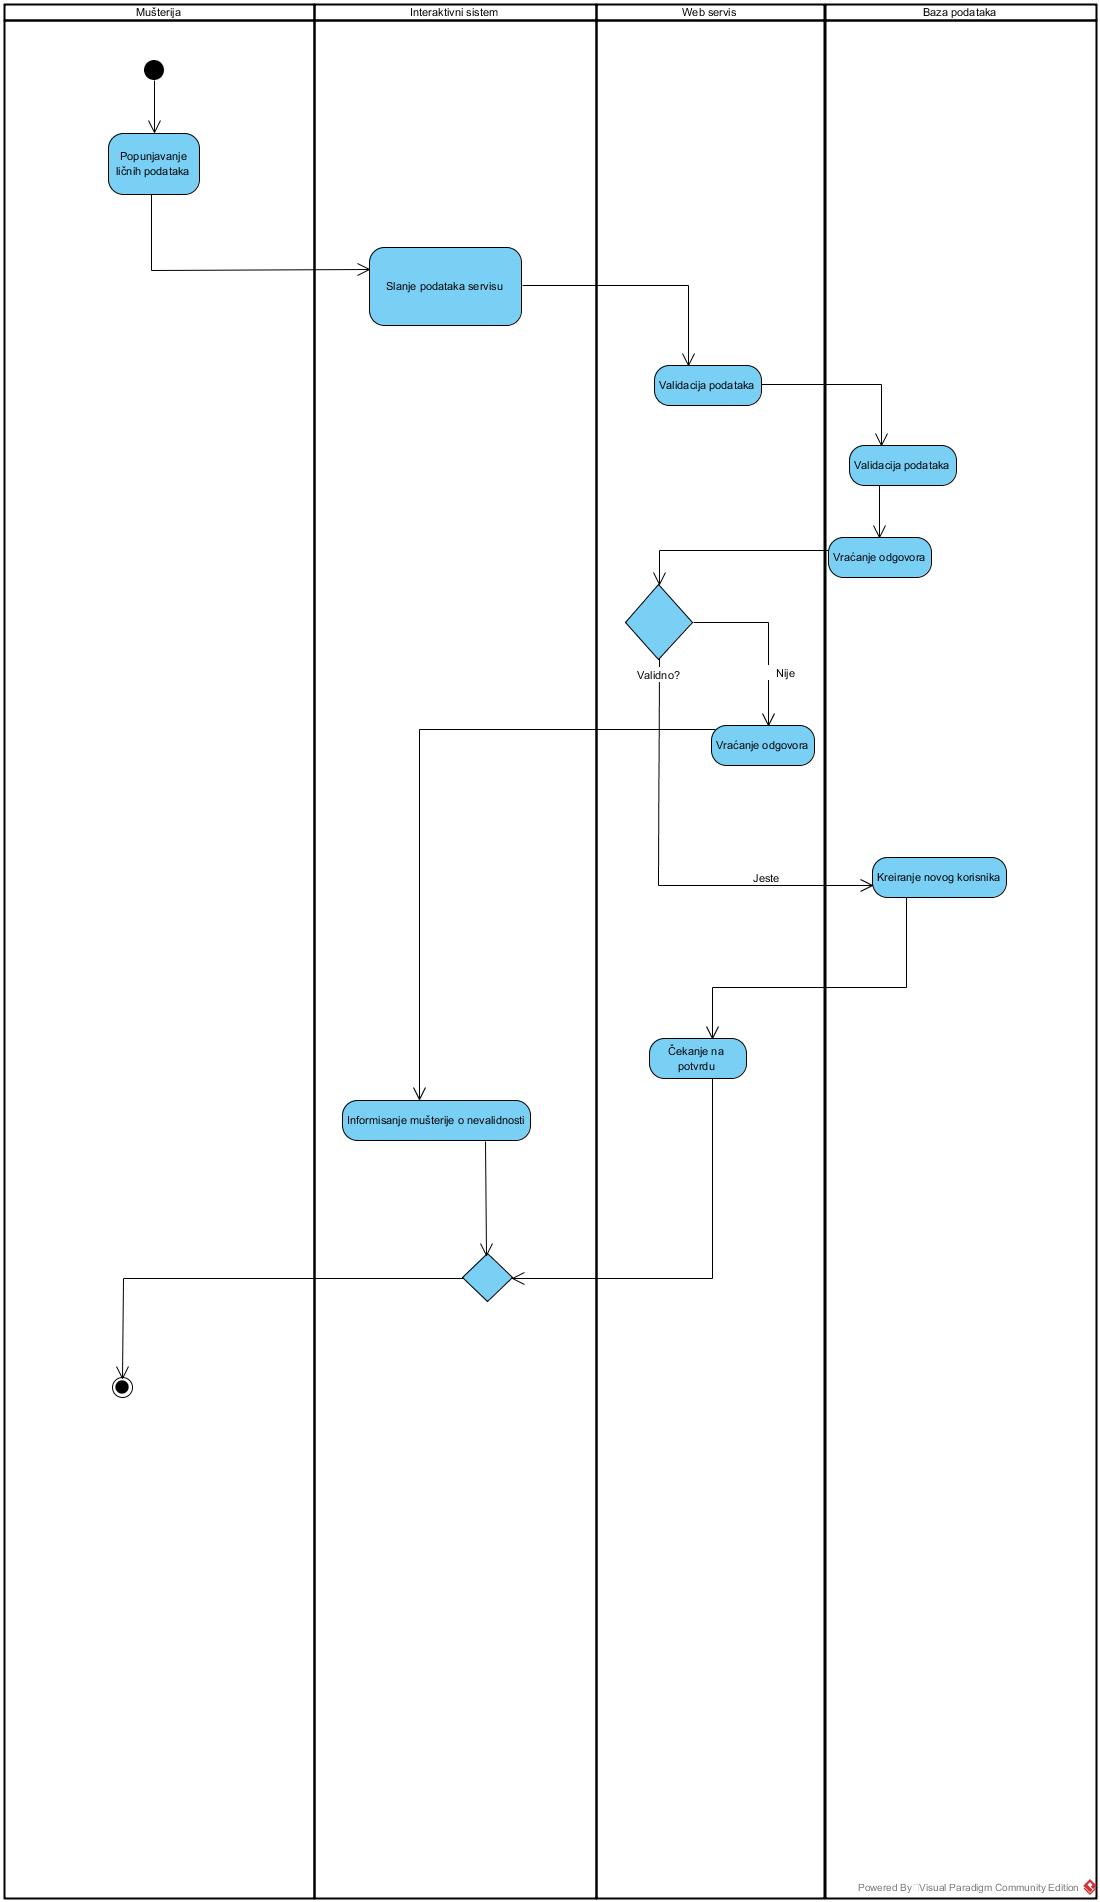 Mušterija
Interaktivni sistem
Web servis
Baza podataka
Popunjavanje
ličnih podataka
Slanje podataka servisu
Validacija podataka
Validacija podataka
Vraćanje odgovora
Validno?
Nije
Vraćanje odgovora
Jeste
Kreiranje novog korisnika
Čekanje na
potvrdu
Informisanje mušterije o nevalidnosti
Powered By Visual Paradigm Community Edition